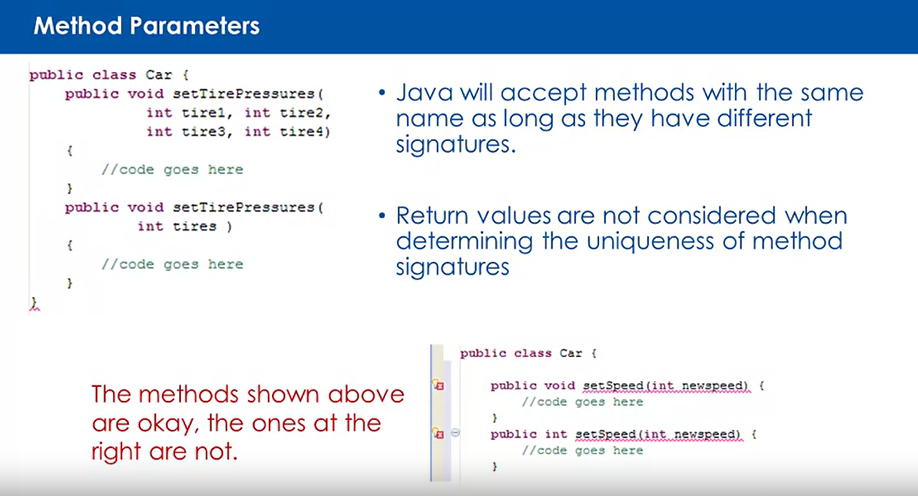 Method Parameters
public class Car {
public void setTirePressures(
int tire1, int tire2,
int tire3, int tire4)
{
//code goes here
}
public void setTirePressures(
int tires )
{
//code goes here
}
}
• Java will accept methods with the same
name as long as they have different
signatures.
• Return values are not considered when
determining the uniqueness of method
signatures
The methods shown above
are okay, the ones at the
right are not.
public class Car {
public void setSpeed(int newspeed) {
//code goes here
}
public int setSpeed(int newspeed) {
//code goes here
}